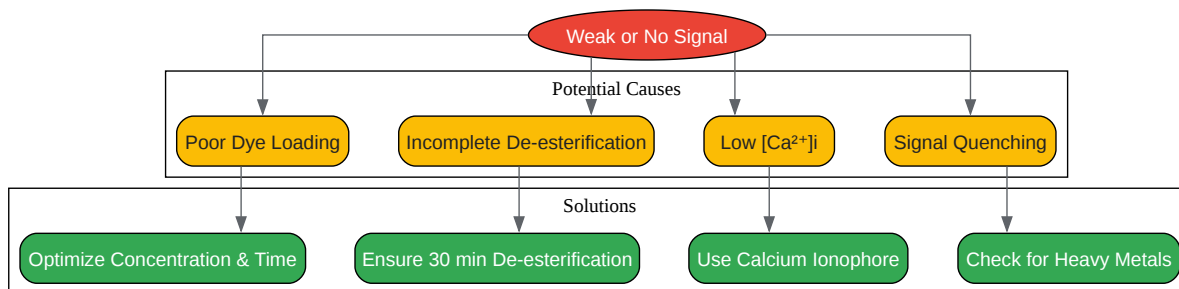 Weak or No Signal
Potential Causes
Poor Dye Loading
Incomplete De-esterification
Low [Ca²⁺]i
Signal Quenching
Solutions
Optimize Concentration & Time
Ensure 30 min De-esterification
Use Calcium Ionophore
Check for Heavy Metals